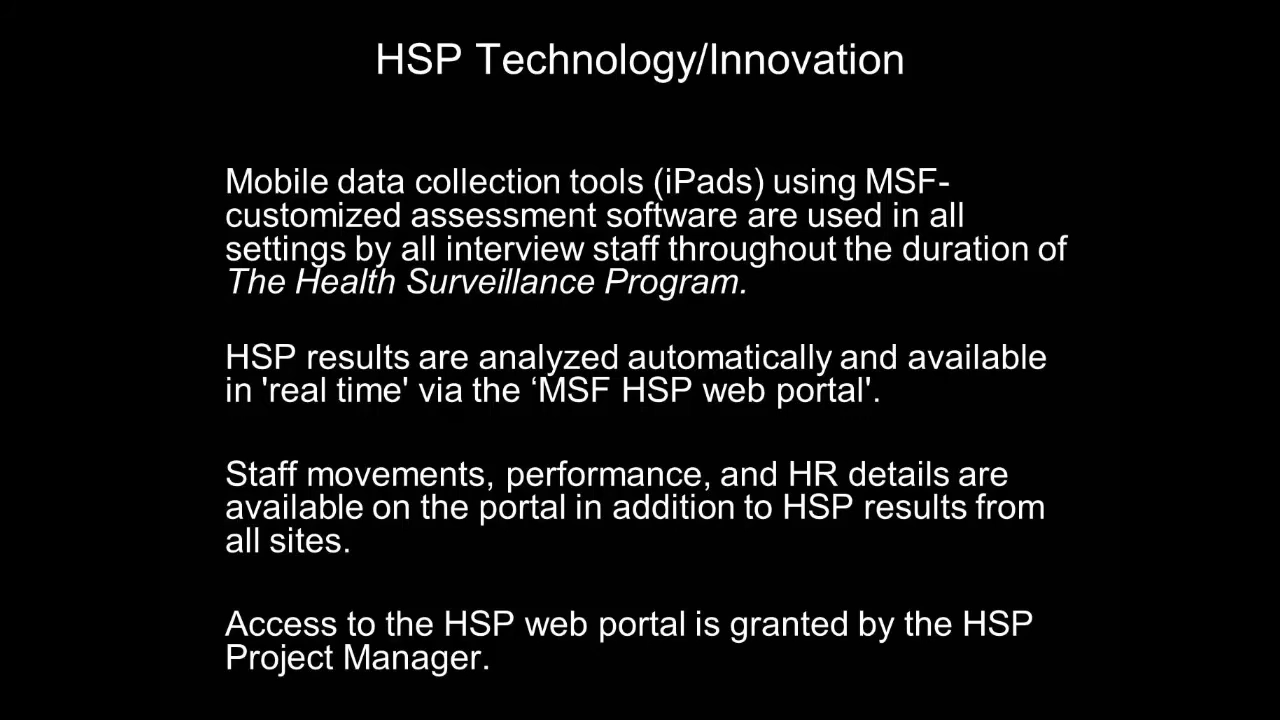 HSP Technology/Innovation
Mobile data collection tools (iPads) using MSF-
customized assessment software are used in all
settings by all interview staff throughout the duration of
The Health Surveillance Program.
HSP results are analyzed automatically and available
in 'real time' via the ‘MSF HSP web portal'.
Staff movements, performance, and HR details are
available on the portal in addition to HSP results from
all sites.
Access to the HSP web portal is granted by the HSP
Project Manager.